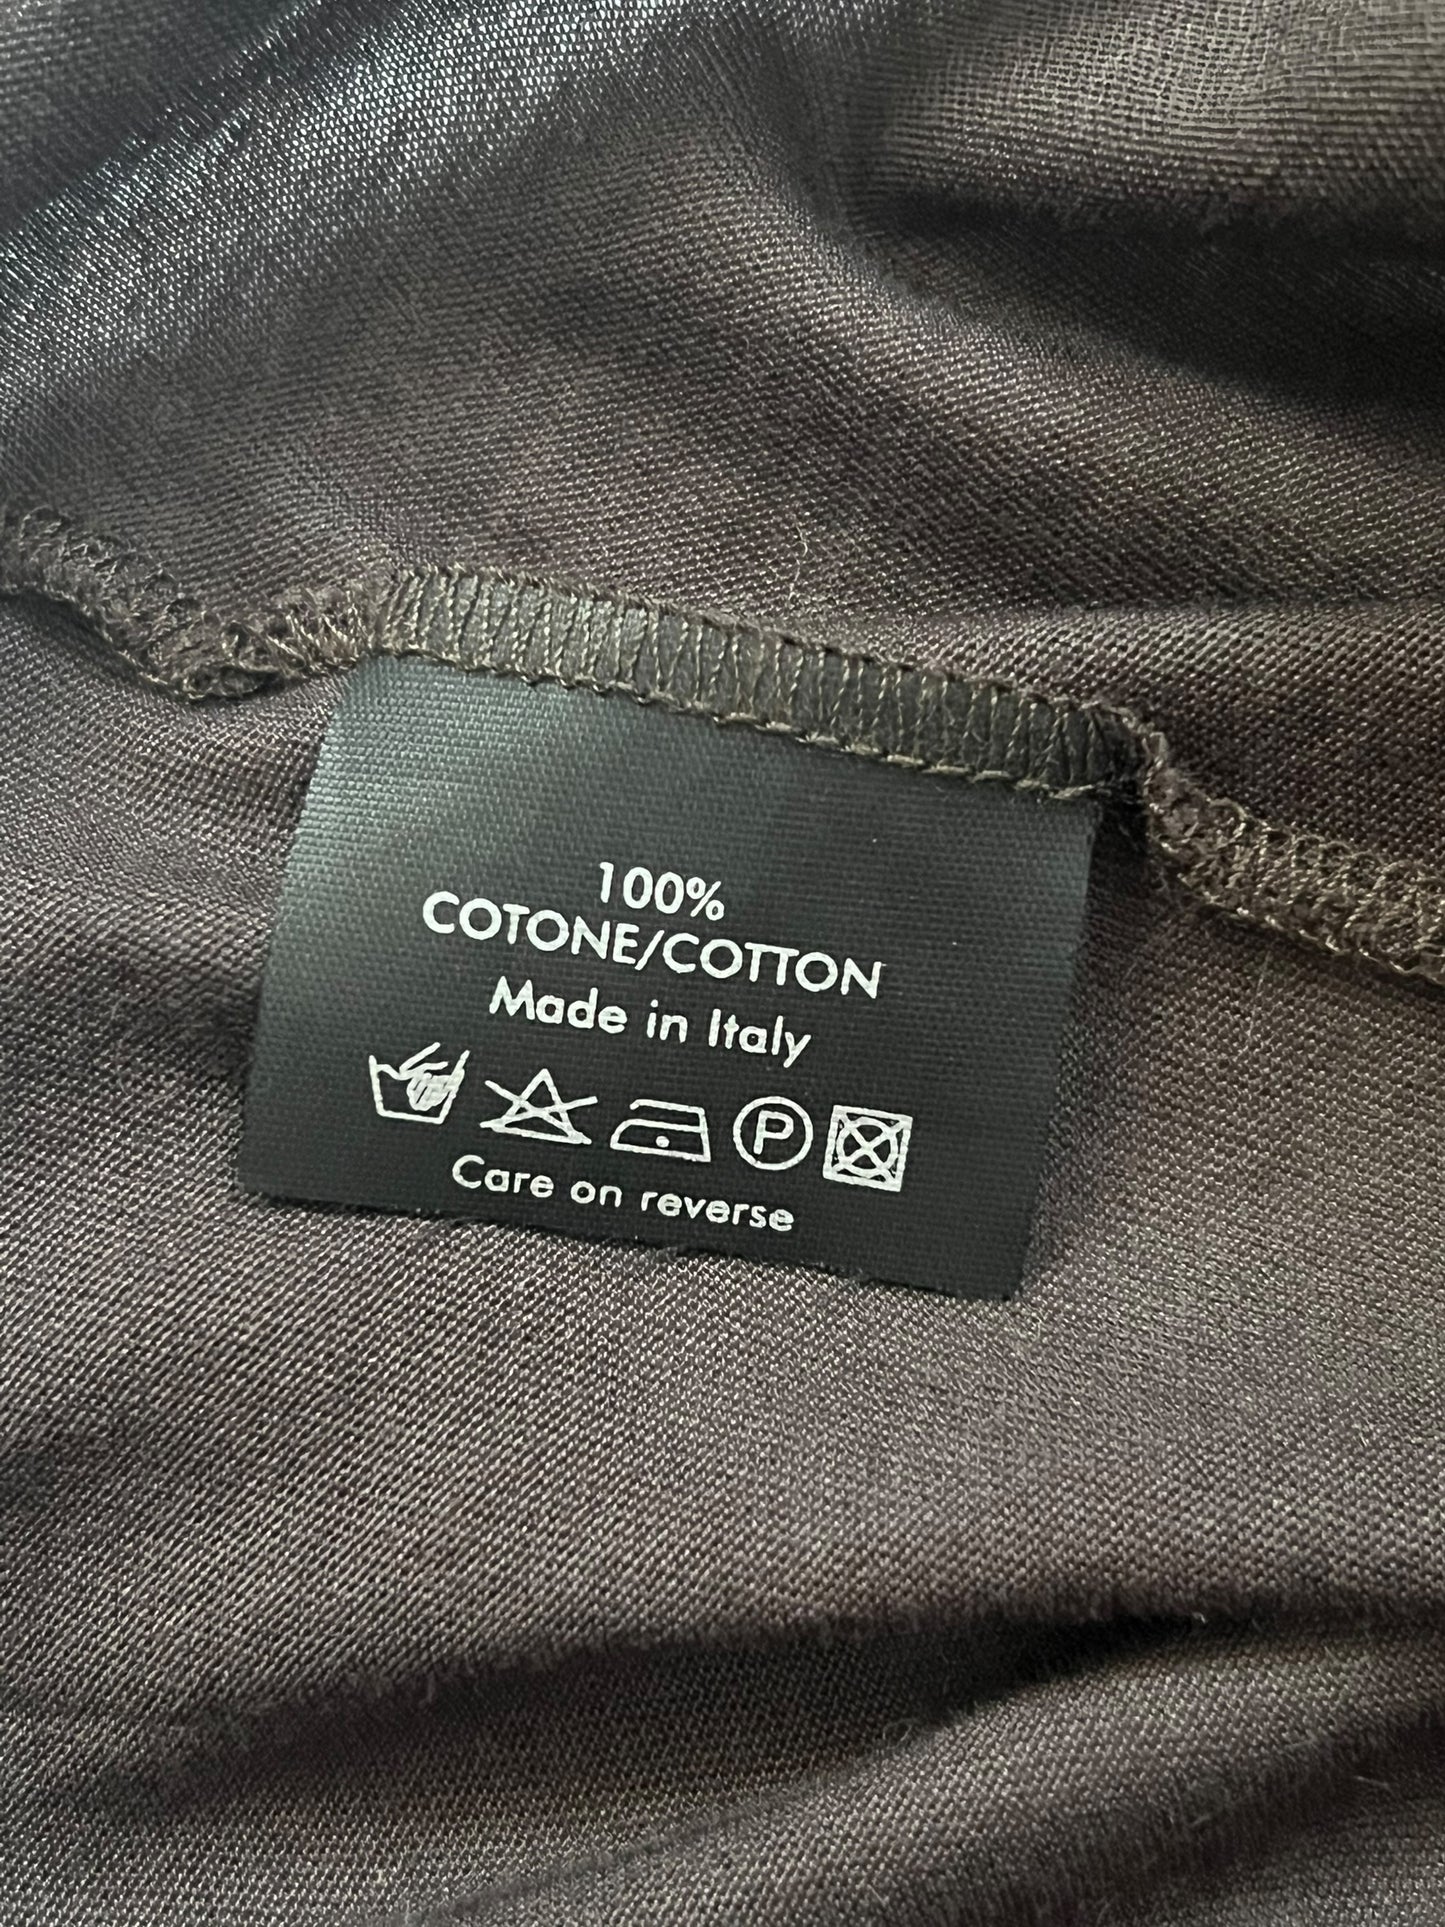 100%
COTONE/COTTON
Made in Italy
P
Care on reverse